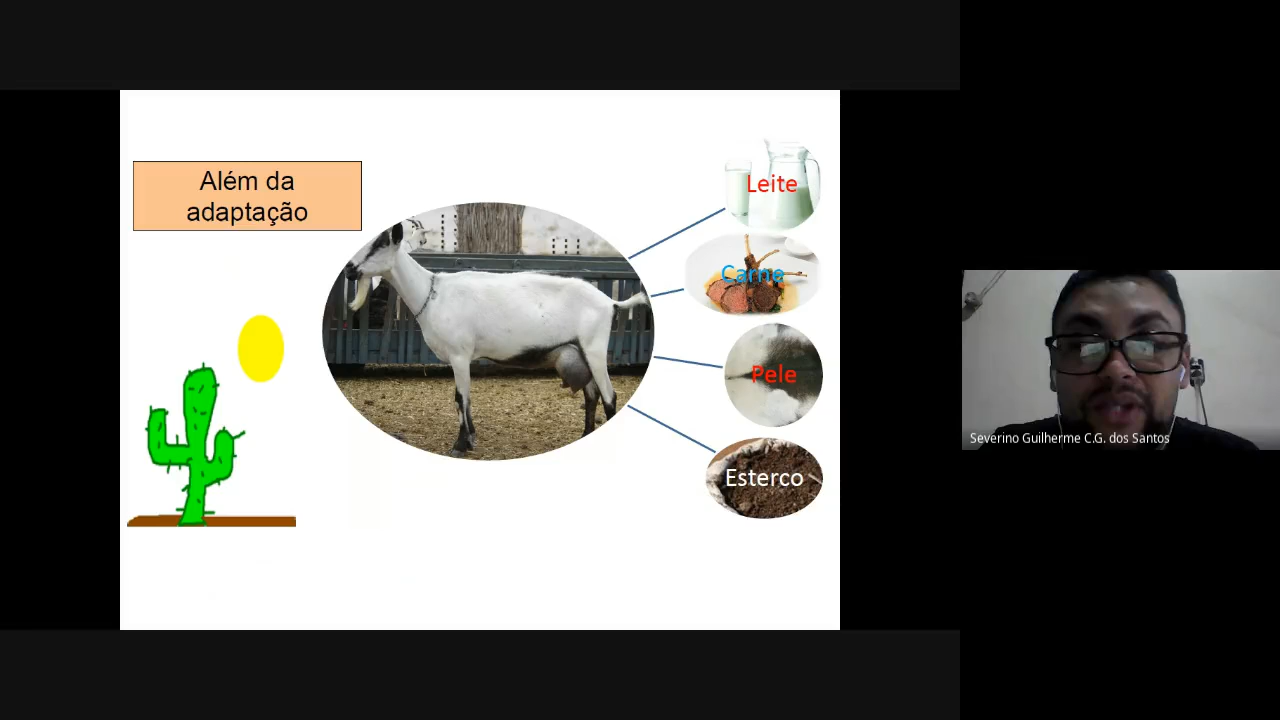 Além da
adaptação
Leite
Carne
Pele
Esterco
Severino Guilherme C.G. dos Santos